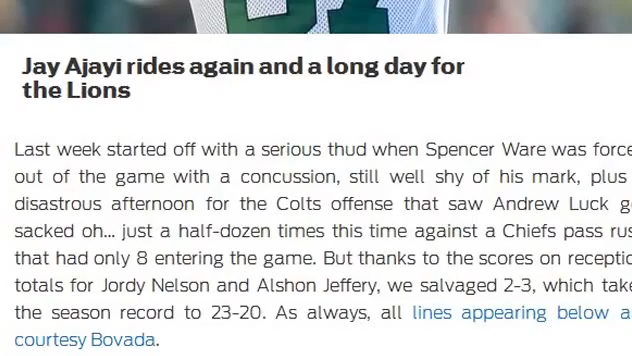 Jay Ajayi rides again and a long day for
the Lions
Last week started off with a serious thud when Spencer Ware was
out of the game with a concussion, still well shy of his mark, plus
disastrous afternoon for the Colts offense that saw Andrew Luck
sacked oh... just a half-dozen times this time against a Chiefs pass
that had only 8 entering the game. But thanks to the scores on
totals for Jordy Nelson and Alshon Jeffery, we salvaged 2-3, which
the season record to 23-20. As always, all lines appearing below
courtesy Bovada.